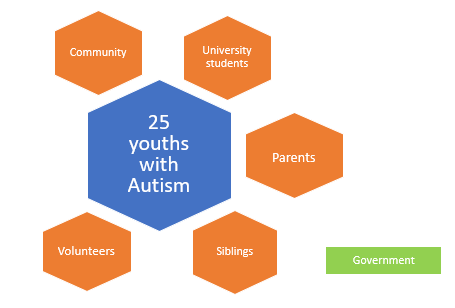 Community
University
students
25
youths
with
Autism
Parents
Volunteers
Siblings
Government